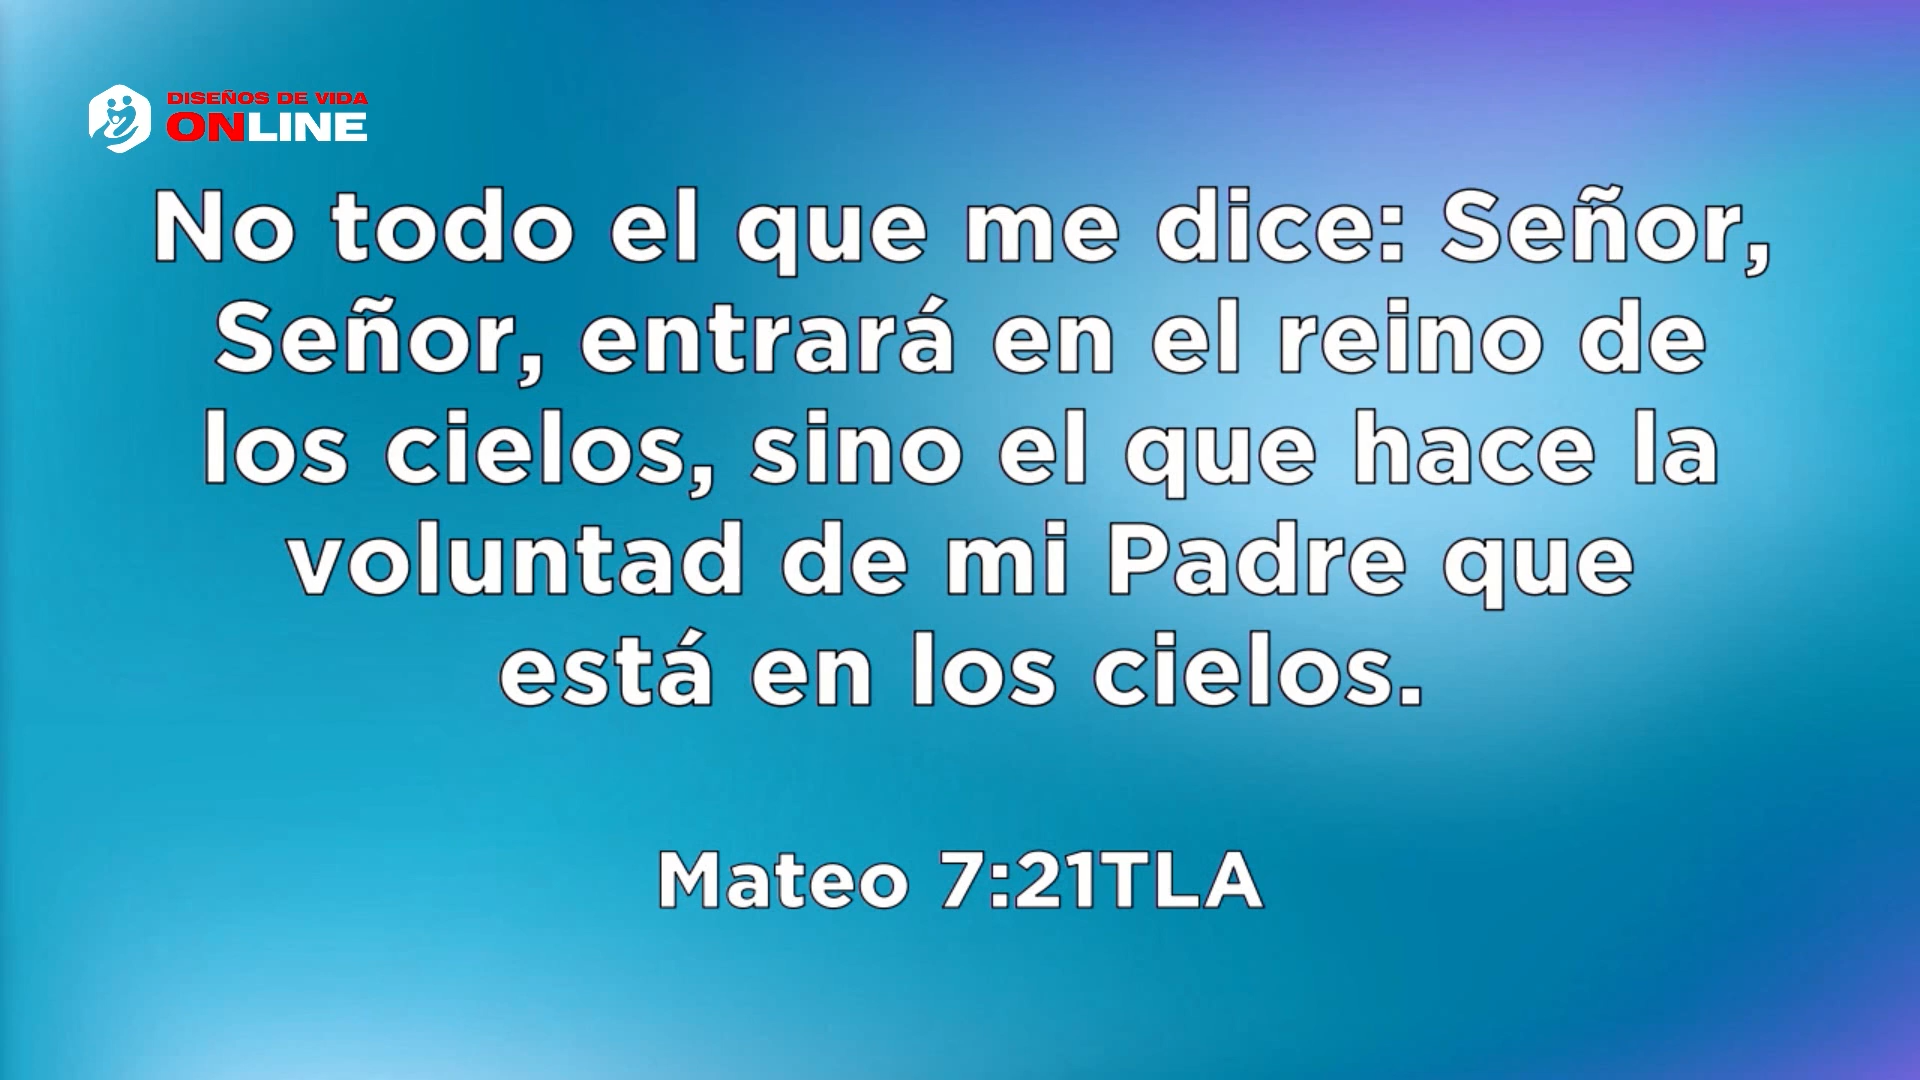 DISEÑOS DE VIDA
ONLINE
No todo el que me dice: Señor,
Señor, entrará en el reino de
los cielos, sino el que hace la
voluntad de mi Padre que
está en los cielos.
Mateo 7:21TLA